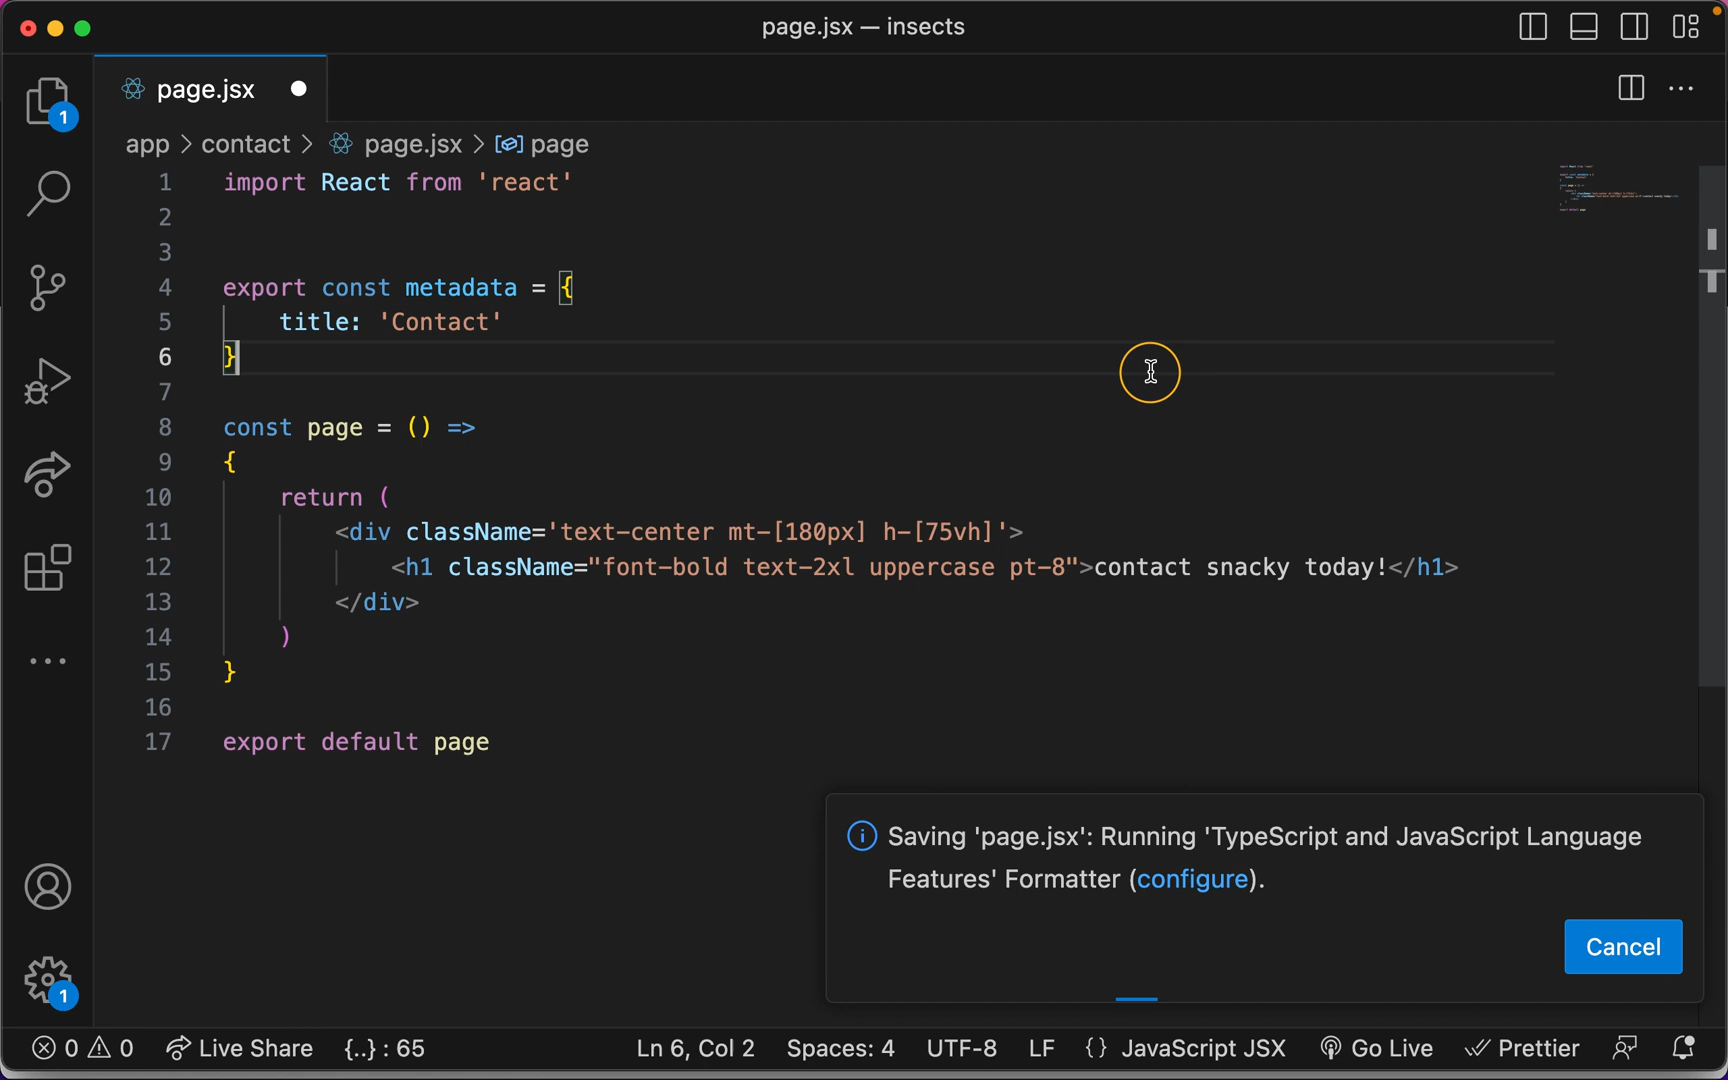 page.jsx — insects
page.jsx
app > contact > page.jsx > page
1 import React from 'react'
2
3
4 export const metadata = {
5 title: 'Contact'
6 }
7
8 const page = () =>
9 {
10 return (
11 <div className='text-center mt-[180px] h-[75vh]'>
12 <h1 className="font-bold text-2xl uppercase pt-8">contact snacky today!</h1>
13 </div>
14 )
15 }
16
17 export default page
1
Saving 'page.jsx': Running 'TypeScript and JavaScript Language
Features' Formatter (configure).
Cancel
1
0 0 Live Share {..} : 65 Ln 6, Col 2 Spaces: 4 UTF-8 LF {} JavaScript JSX Go Live Prettier